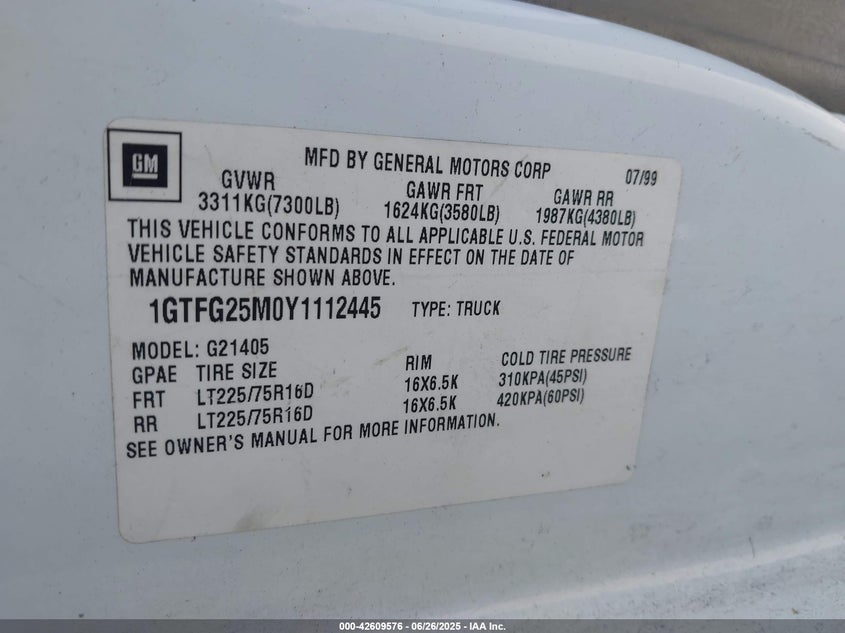 GM
MFD BY GENERAL MOTORS CORP 07/99
GVWR GAWR FRT GAWR RR
3311KG(7300LB) 1624KG(3580LB) 1987KG(4380LB)
THIS VEHICLE CONFORMS TO ALL APPLICABLE U.S. FEDERAL MOTOR
VEHICLE SAFETY STANDARDS IN EFFECT ON THE DATE OF
MANUFACTURE SHOWN ABOVE.
1GTFG25M0Y1112445 TYPE: TRUCK
MODEL: G21405
GPAE TIRE SIZE RIM COLD TIRE PRESSURE
FRT LT225/75R16D 16X6.5K 310KPA(45PSI)
RR LT225/75R16D 16X6.5K 420KPA(60PSI)
SEE OWNER'S MANUAL FOR MORE INFORMATION.
000-42609576 - 06/26/2025 - IAA Inc.